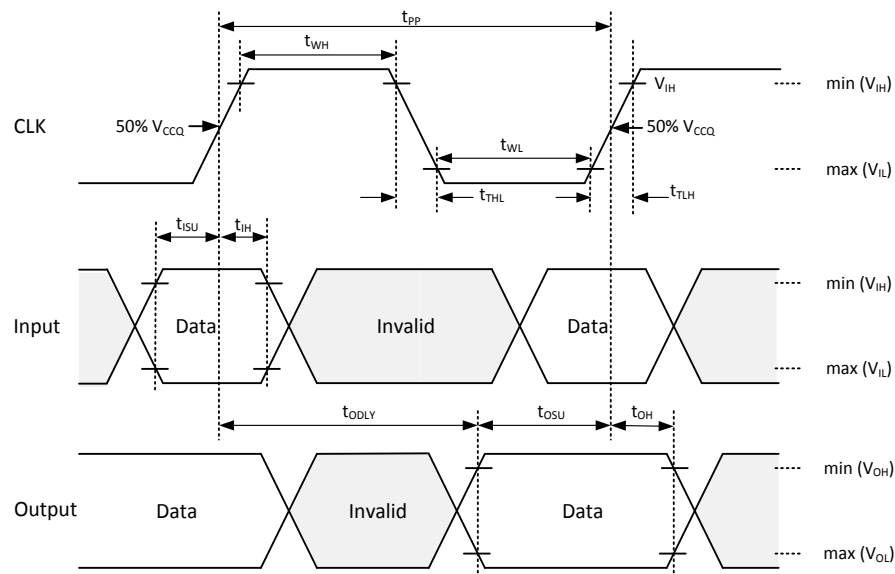 tPP
tWH
VIH
min (VIH)
CLK
50% VCCQ
50% VCCQ
tWL
max (VIL)
tTHL
tTLH
tISU
tIH
min (VIH)
Input
Data
Invalid
Data
max (VIL)
tODLY
tOSU
tOH
min (VOH)
Output
Data
Invalid
Data
max (VOL)